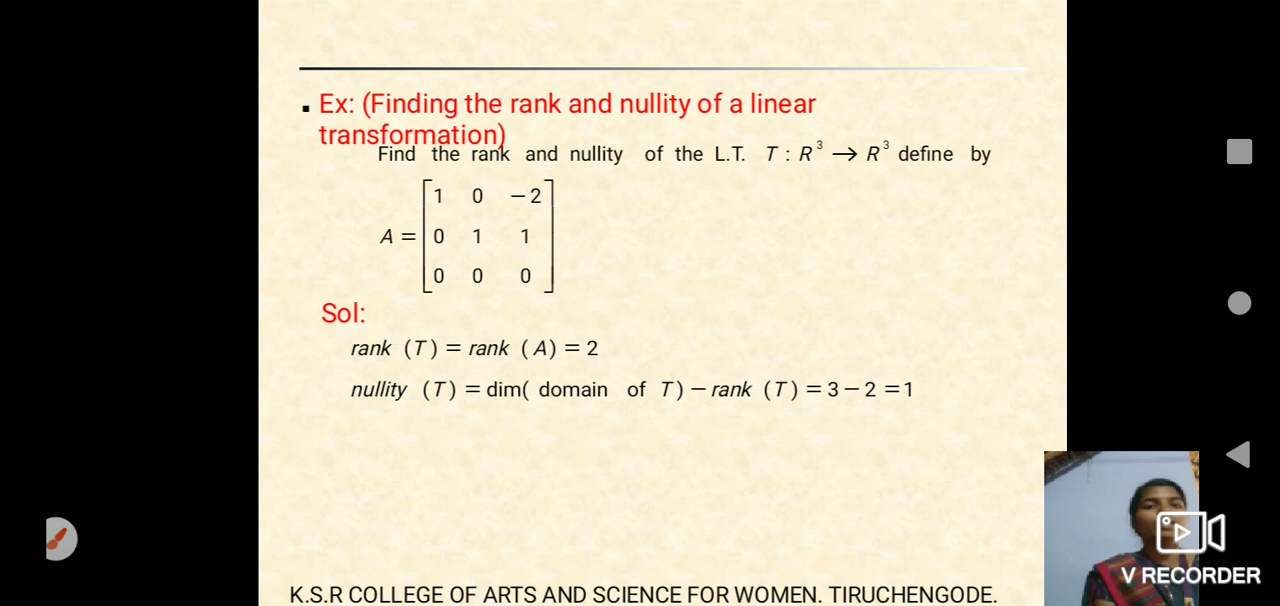 ▪ Ex: (Finding the rank and nullity of a linear
transformation)
Find the rank and nullity of the L.T. T : R³ → R³ define by
A = [ 1 0 −2
0 1 1
0 0 0 ]
Sol:
rank (T) = rank (A) = 2
nullity (T) = dim( domain of T) − rank (T) = 3 − 2 = 1
V RECORDER
K.S.R COLLEGE OF ARTS AND SCIENCE FOR WOMEN. TIRUCHENGODE.